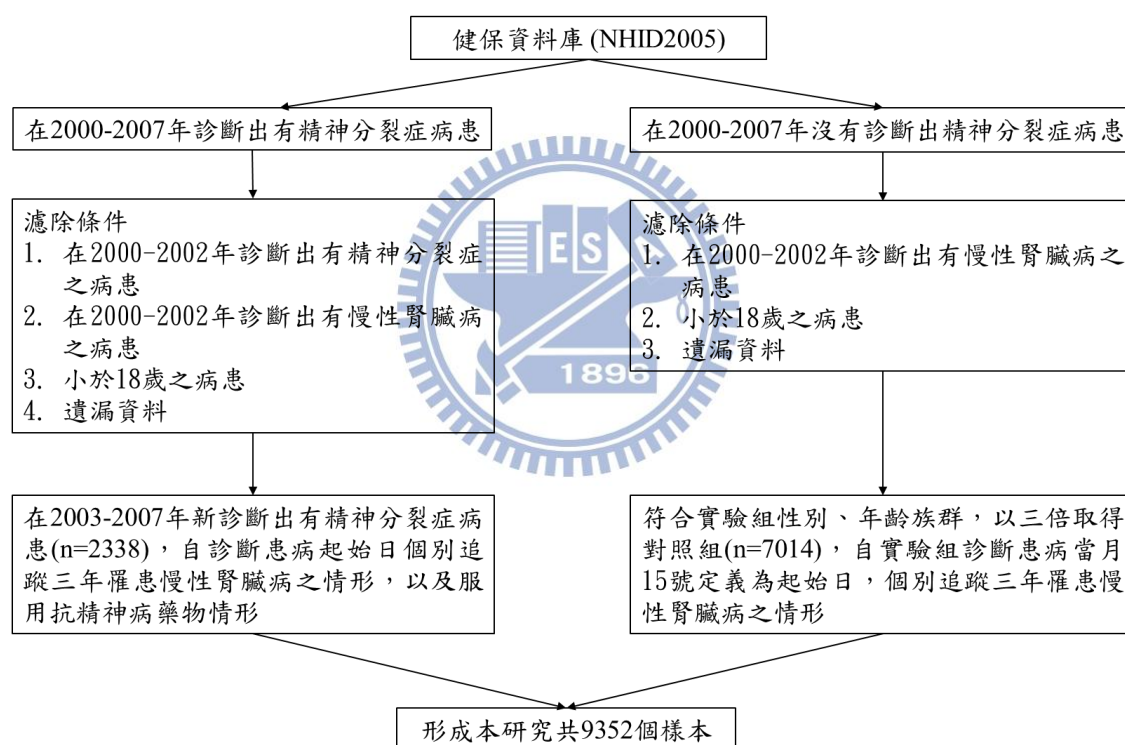 健保資料庫 (NHID2005)
在2000-2007年診斷出有精神分裂症病患
濾除條件
1. 在2000-2002年診斷出有精神分裂症
之病患
2. 在2000-2002年診斷出有慢性腎臟病
之病患
3. 小於18歲之病患
4. 遺漏資料
在2003-2007年新診斷出有精神分裂症病
患(n=2338)，自診斷患病起始日個別追
蹤三年罹患慢性腎臟病之情形，以及服
用抗精神病藥物情形
在2000-2007年沒有診斷出精神分裂症病患
濾除條件
1. 在2000-2002年診斷出有慢性腎臟病之
病患
2. 小於18歲之病患
3. 遺漏資料
符合實驗組性別、年齡族群，以三倍取得
對照組(n=7014)，自實驗組診斷患病當月
15號定義為起始日，個別追蹤三年罹患慢
性腎臟病之情形
形成本研究共9352個樣本
ES
1896